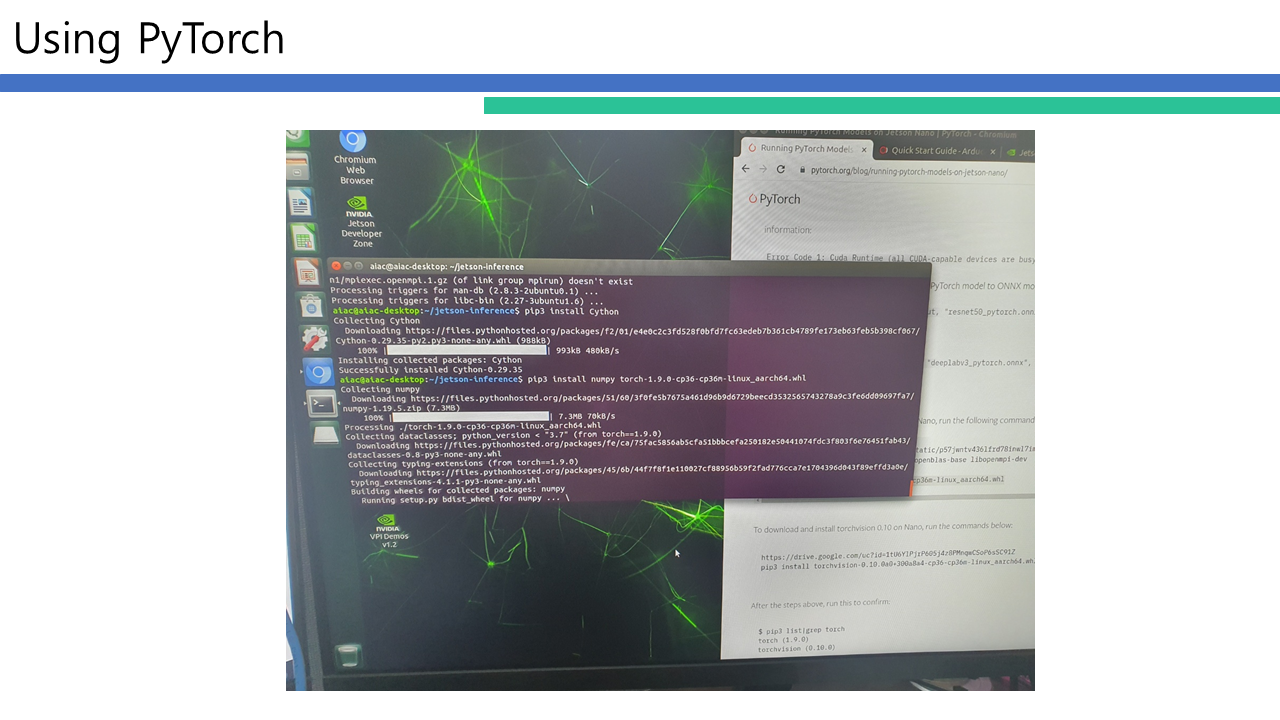 Using PyTorch
Chromium
Web
Browser
NVIDIA
Jetson
Developer
Zone
NVIDIA
VPI Demos
v1.2
Running PyTorch Models on Jetson Nano | PyTorch - Chromium
Running PyTorch Models
Quick Start Guide - Ardu
Jets
pytorch.org/blog/running-pytorch-models-on-jetson-nano/
PyTorch
information:
Error Code 1: Cuda Runtime (all CUDA-capable devices are busy
PyTorch model to ONNX mo
ut, "resnet50_pytorch.onn
"deeplabv3_pytorch.onnx",
Nano, run the following command
openblas-base libopenmpi-dev
cp36m-linux_aarch64.whl
To download and install torchvision 0.10 on Nano, run the commands below:
pip3 install torchvision-0.10.0a0+300a8a4-cp36-cp36m-linux_aarch64.wh
After the steps above, run this to confirm:
$ pip3 list|grep torch
torch (1.9.0)
torchvision (0.10.0)
aiac@aiac-desktop: ~/jetson-inference
n1/mpiexec.openmpi.1.gz (of link group mpirun) doesn't exist
Processing triggers for man-db (2.8.3-2ubuntu0.1) ...
Processing triggers for libc-bin (2.27-3ubuntu1.6) ...
aiac@aiac-desktop:~/jetson-inference$ pip3 install Cython
Collecting Cython
Downloading https://files.pythonhosted.org/packages/f2/01/e4e0c2c3fd528f0bfd7fc63edeb7b361cb4789fe173eb63feb5b398cf067/
Cython-0.29.35-py2.py3-none-any.whl (988kB)
100% | | 993kB 480kB/s
Installing collected packages: Cython
Successfully installed Cython-0.29.35
aiac@aiac-desktop:~/jetson-inference$ pip3 install numpy torch-1.9.0-cp36-cp36m-linux_aarch64.whl
Collecting numpy
Downloading https://files.pythonhosted.org/packages/51/60/3f0fe5b7675a461d96b9d6729beecd3532565743278a9c3fe6dd09697fa7/
numpy-1.19.5.zip (7.3MB)
100% | | 7.3MB 70kB/s
Processing ./torch-1.9.0-cp36-cp36m-linux_aarch64.whl
Collecting dataclasses; python_version < "3.7" (from torch==1.9.0)
Downloading https://files.pythonhosted.org/packages/fe/ca/75fac5856ab5cfa51bbbcefa250182e50441074fdc3f803f6e76451fab43/
dataclasses-0.8-py3-none-any.whl
Collecting typing-extensions (from torch==1.9.0)
Downloading https://files.pythonhosted.org/packages/45/6b/44f7f8f1e110027cf88956b59f2fad776cca7e1704396d043f89effd3a0e/
typing_extensions-4.1.1-py3-none-any.whl
Building wheels for collected packages: numpy
Running setup.py bdist_wheel for numpy ... \